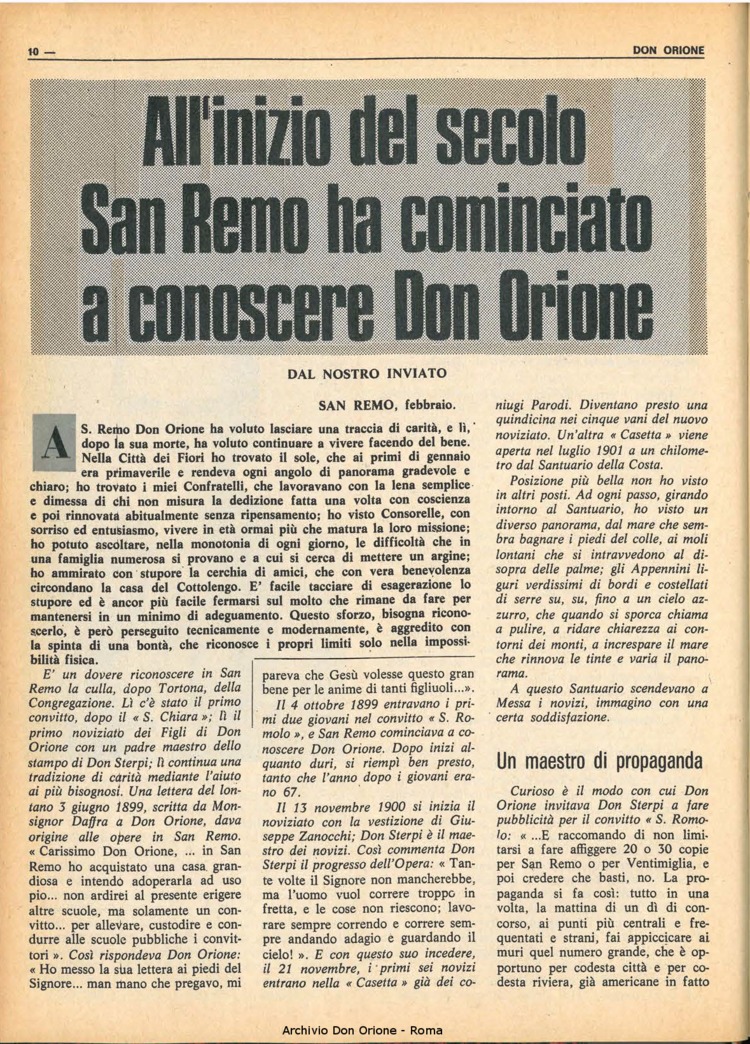 10 —
DON ORIONE
All'inizio del secolo
San Remo ha cominciato
a conoscere Don Orione
DAL NOSTRO INVIATO
SAN REMO, febbraio.
A S. Remo Don Orione ha voluto lasciare una traccia di carità, e lì,
dopo la sua morte, ha voluto continuare a vivere facendo del bene.
Nella Città dei Fiori ho trovato il sole, che ai primi di gennaio
era primaverile e rendeva ogni angolo di panorama gradevole e
chiaro; ho trovato i miei Confratelli, che lavoravano con la lena semplice
e dimessa di chi non misura la dedizione fatta una volta con coscienza
e poi rinnovata abitualmente senza ripensamento; ho visto Consorelle, con
sorriso ed entusiasmo, vivere in età ormai più che matura la loro missione;
ho potuto ascoltare, nella monotonia di ogni giorno, le difficoltà che in
una famiglia numerosa si provano e a cui si cerca di mettere un argine;
ho ammirato con stupore la cerchia di amici, che con vera benevolenza
circondano la casa del Cottolengo. E' facile tacciare di esagerazione lo
stupore ed è ancor più facile fermarsi sul molto che rimane da fare per
mantenersi in un minimo di adeguamento. Questo sforzo, bisogna ricono-
scerlo, è però perseguito tecnicamente e modernamente, è aggredito con
la spinta di una bontà, che riconosce i propri limiti solo nella impossi-
bilità fisica.
E' un dovere riconoscere in San
Remo la culla, dopo Tortona, della
Congregazione. Lì c'è stato il primo
convitto, dopo il « S. Chiara »; lì il
primo noviziato dei Figli di Don
Orione con un padre maestro dello
stampo di Don Sterpi; lì continua una
tradizione di carità mediante l'aiuto
ai più bisognosi. Una lettera del lon-
tano 3 giugno 1899, scritta da Mon-
signor Daffra a Don Orione, dava
origine alle opere in San Remo.
« Carissimo Don Orione, ... in San
Remo ho acquistato una casa gran-
diosa e intendo adoperarla ad uso
pio... non ardirei al presente erigere
altre scuole, ma solamente un con-
vitto... per allevare, custodire e con-
durre alle scuole pubbliche i convit-
tori ». Così rispondeva Don Orione:
« Ho messo la sua lettera ai piedi del
Signore... man mano che pregavo, mi
pareva che Gesù volesse questo gran
bene per le anime di tanti figliuoli...».
Il 4 ottobre 1899 entravano i pri-
mi due giovani nel convitto « S. Ro-
molo », e San Remo cominciava a co-
noscere Don Orione. Dopo inizi al-
quanto duri, si riempì ben presto,
tanto che l'anno dopo i giovani era-
no 67.
Il 13 novembre 1900 si inizia il
noviziato con la vestizione di Giu-
seppe Zanocchi; Don Sterpi è il mae-
stro dei novizi. Così commenta Don
Sterpi il progresso dell'Opera: « Tan-
te volte il Signore non mancherebbe,
ma l'uomo vuol correre troppo in
fretta, e le cose non riescono; lavo-
rare sempre correndo e correre sem-
pre andando adagio e guardando il
cielo! ». E con questo suo incedere,
il 21 novembre, i primi sei novizi
entrano nella « Casetta » già dei co-
niugi Parodi. Diventano presto una
quindicina nei cinque vani del nuovo
noviziato. Un'altra « Casetta » viene
aperta nel luglio 1901 a un chilome-
tro dal Santuario della Costa.
Posizione più bella non ho visto
in altri posti. Ad ogni passo, girando
intorno al Santuario, ho visto un
diverso panorama, dal mare che sem-
bra bagnare i piedi del colle, ai moli
lontani che si intravvedono al di-
sopra delle palme; gli Appennini li-
guri verdissimi di bordi e costellati
di serre su, su, fino a un cielo az-
zurro, che quando si sporca chiama
a pulire, a ridare chiarezza ai con-
torni dei monti, a increspare il mare
che rinnova le tinte e varia il pano-
rama.
A questo Santuario scendevano a
Messa i novizi, immagino con una
certa soddisfazione.
Un maestro di propaganda
Curioso è il modo con cui Don
Orione invitava Don Sterpi a fare
pubblicità per il convitto « S. Romo-
lo: « ...E raccomando di non limi-
tarsi a fare affiggere 20 o 30 copie
per San Remo o per Ventimiglia, e
poi credere che basti, no. La pro-
paganda si fa così: tutto in una
volta, la mattina di un dì di con-
corso, ai punti più centrali e fre-
quentati e strani, fai appiccicare ai
muri quel numero grande, che è op-
portuno per codesta città e per co-
desta riviera, già americane in fatto
Archivio Don Orione - Roma